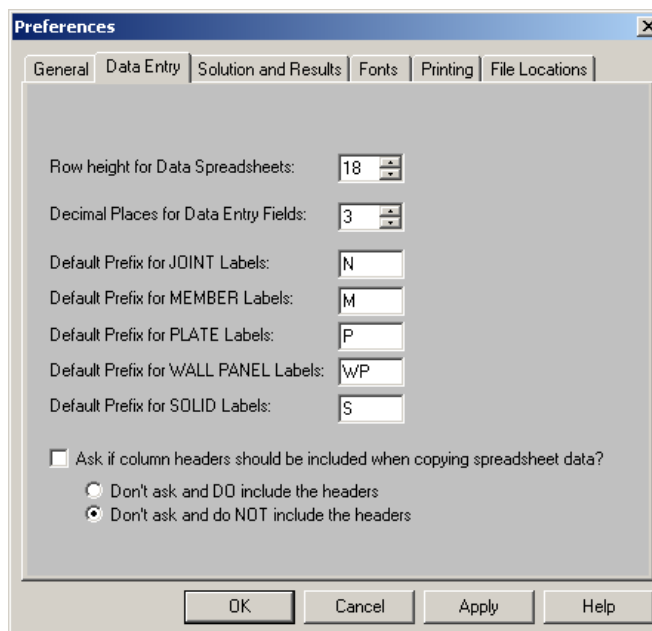 Preferences
General Data Entry Solution and Results Fonts Printing File Locations
Row height for Data Spreadsheets: 18
Decimal Places for Data Entry Fields: 3
Default Prefix for JOINT Labels: N
Default Prefix for MEMBER Labels: M
Default Prefix for PLATE Labels: P
Default Prefix for WALL PANEL Labels: WP
Default Prefix for SOLID Labels: S
Ask if column headers should be included when copying spreadsheet data?
Don't ask and DO include the headers
Don't ask and do NOT include the headers
OK Cancel Apply Help